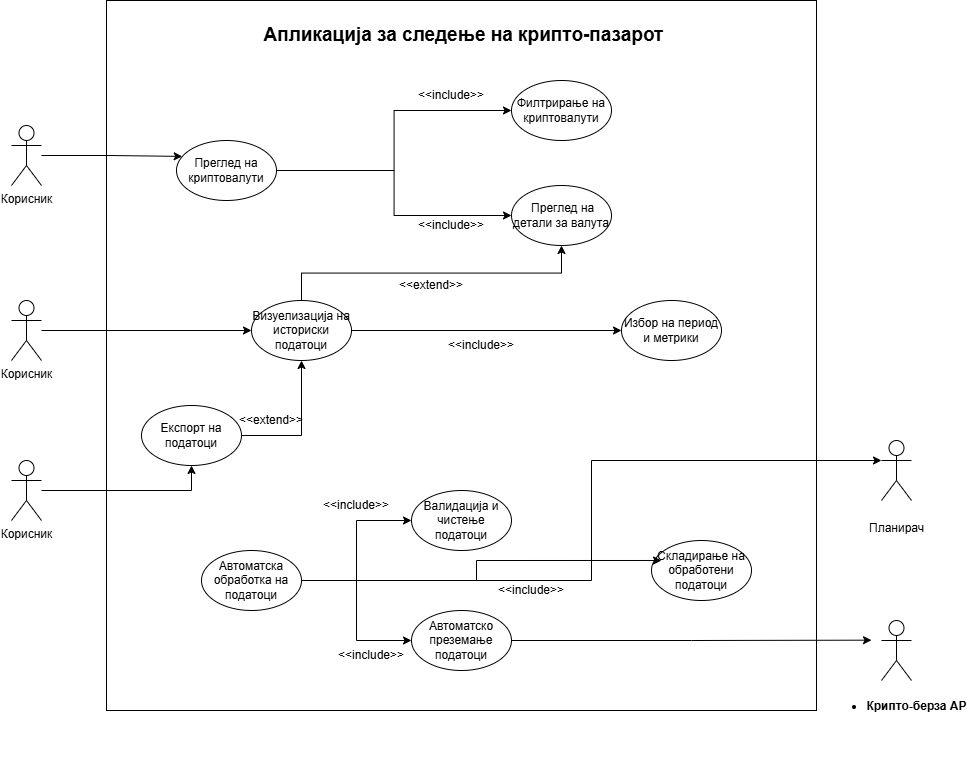 Апликација за следење на крипто-пазарот
<<include>>
Филтрирање на
криптовалути
Преглед на
криптовалути
Корисник
Преглед на
детали за валута
<<include>>
<<extend>>
Визуелизација на
историски
податоци
<<include>>
Избор на период
и метрики
Корисник
Експорт на
податоци
<<extend>>
Корисник
<<include>>
Валидација и
чистење
податоци
Планирач
Автоматска
обработка на
податоци
<<include>>
Складирање на
обработени
податоци
Автоматско
преземање
податоци
<<include>>
• Крипто-берза AP